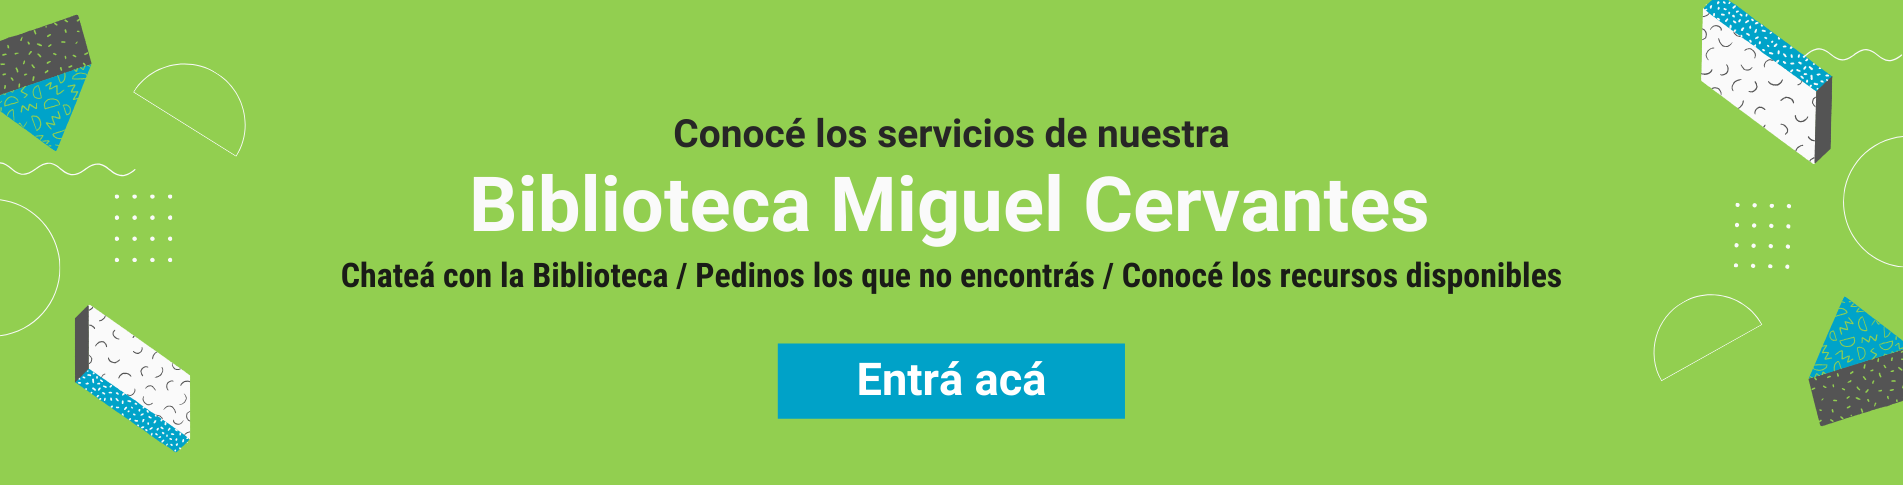 Conocé los servicios de nuestra
Biblioteca Miguel Cervantes
Chateá con la Biblioteca / Pedinos los que no encontrás / Conocé los recursos disponibles
Entrá acá